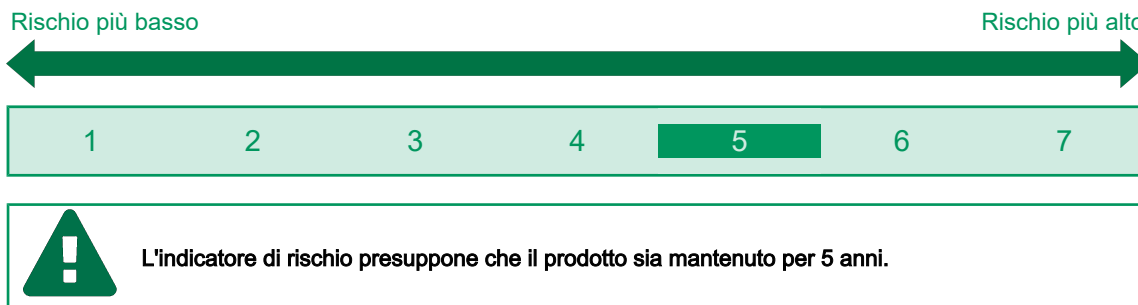 Rischio più basso Rischio più alto
1 2 3 4 5 6 7
L'indicatore di rischio presuppone che il prodotto sia mantenuto per 5 anni.